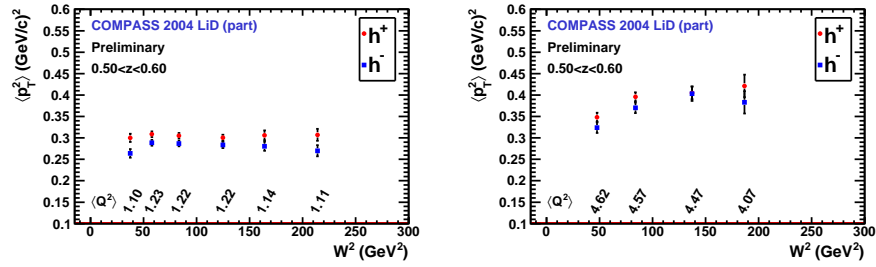 COMPASS 2004 LiD (part)
Preliminary
0.50<z<0.60
h+
h-
⟨p_T^2⟩ (GeV/c)^2
0.6
0.55
0.5
0.45
0.4
0.35
0.3
0.25
0.2
0.15
0.1
⟨Q^2⟩
1.10
1.23
1.22
1.22
1.14
1.11
0 50 100 150 200 250 300
W^2 (GeV^2)
COMPASS 2004 LiD (part)
Preliminary
0.50<z<0.60
h+
h-
⟨p_T^2⟩ (GeV/c)^2
0.6
0.55
0.5
0.45
0.4
0.35
0.3
0.25
0.2
0.15
0.1
⟨Q^2⟩
4.62
4.57
4.47
4.07
0 50 100 150 200 250 300
W^2 (GeV^2)